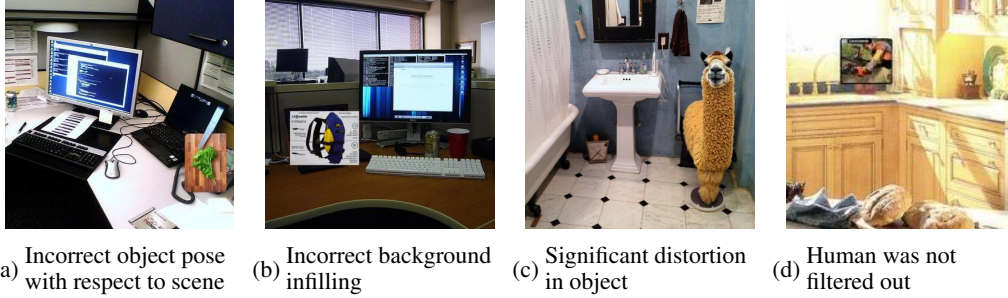 a) Incorrect object pose
with respect to scene
(b) Incorrect background
infilling
(c) Significant distortion
in object
(d) Human was not
filtered out